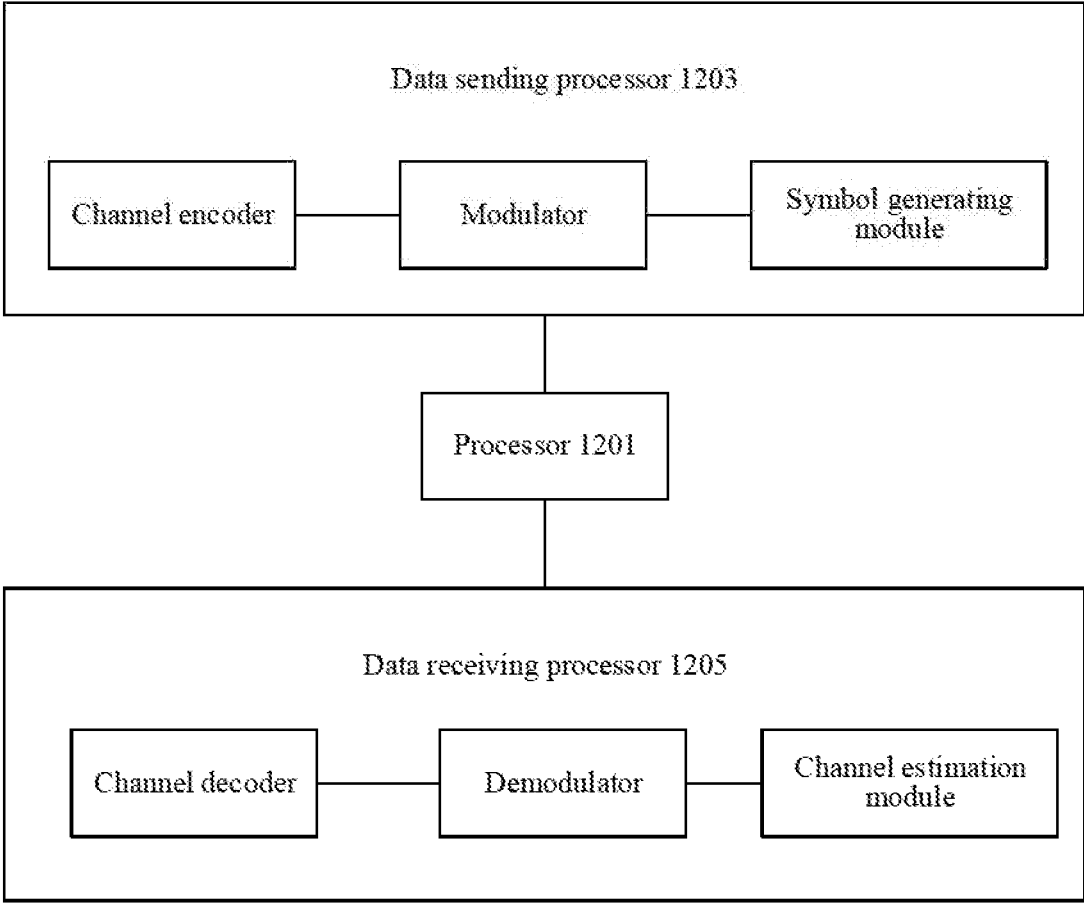 Data sending processor 1203
Channel encoder
Modulator
Symbol generating
module
Processor 1201
Data receiving processor 1205
Channel decoder
Demodulator
Channel estimation
module